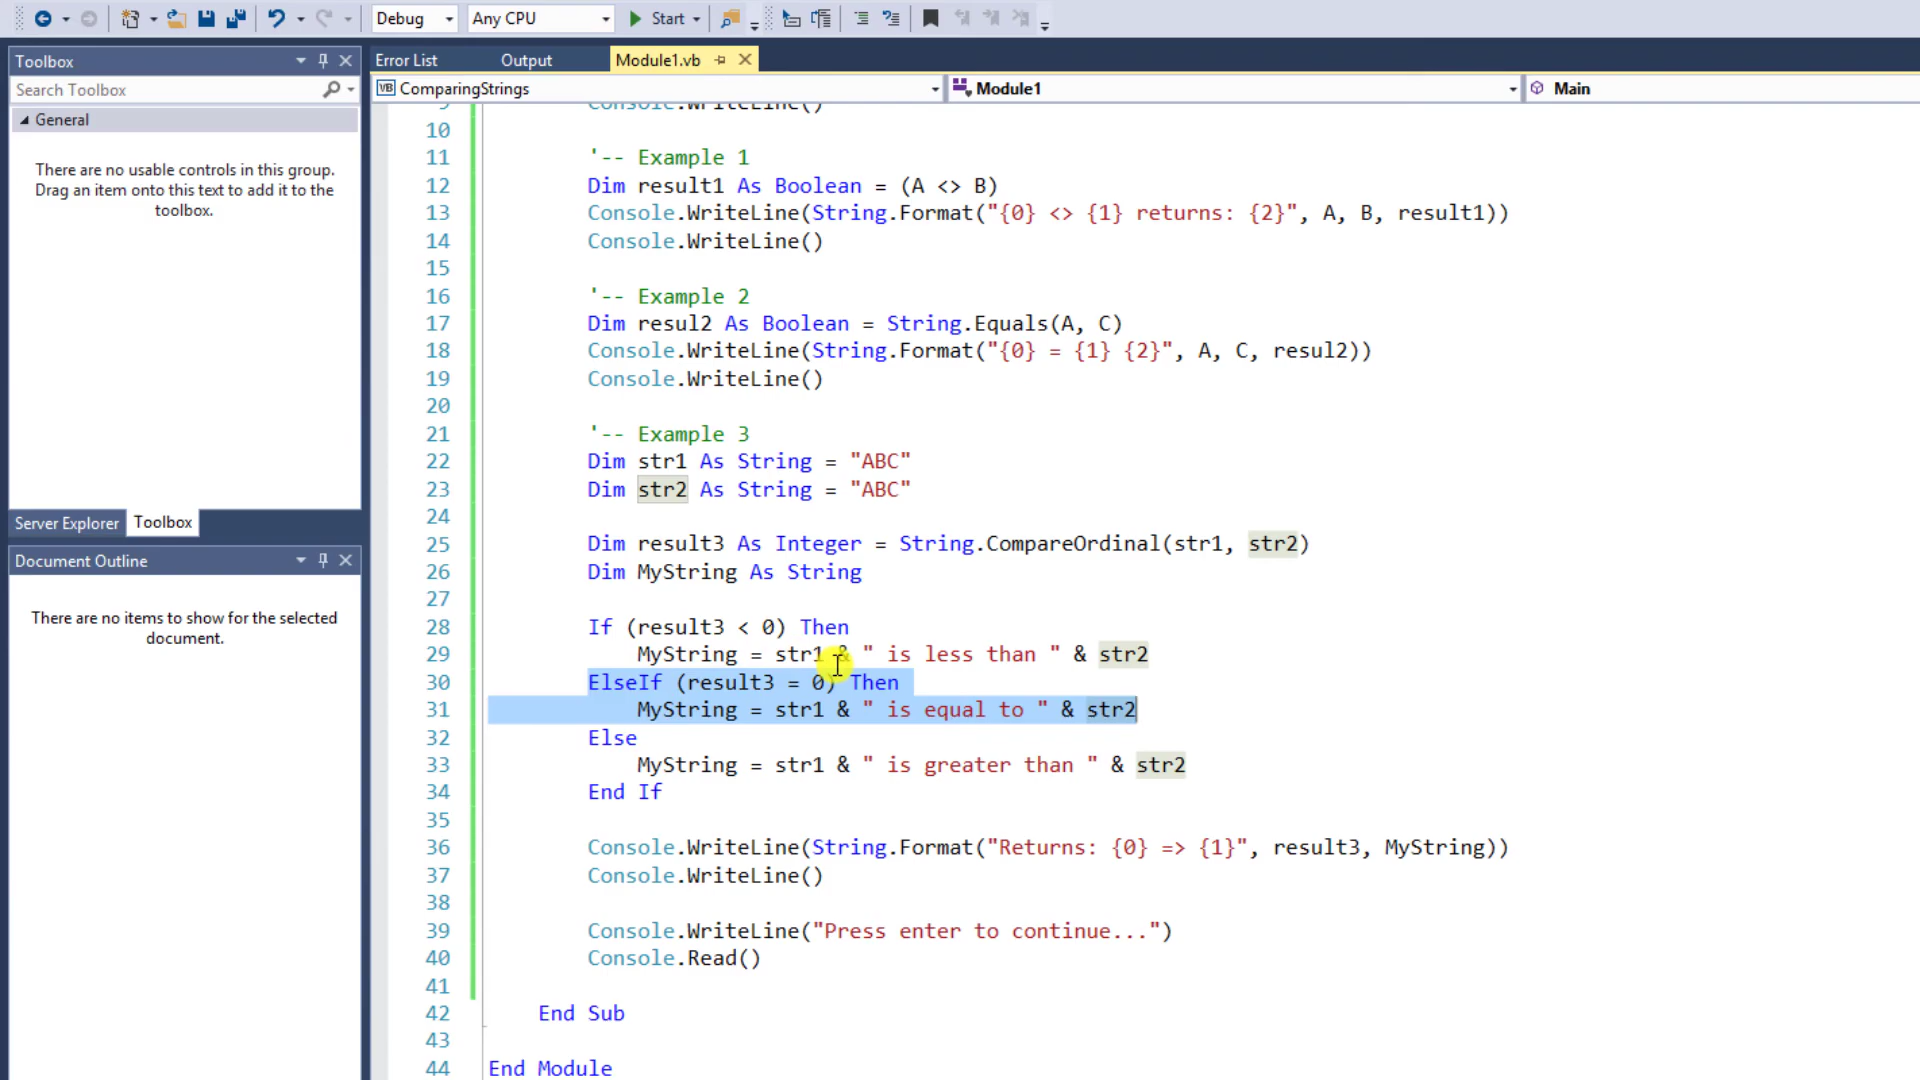 Debug Any CPU Start
Toolbox
Search Toolbox
General
There are no usable controls in this group.
Drag an item onto this text to add it to the
toolbox.
Server Explorer Toolbox
Document Outline
There are no items to show for the selected
document.
Error List Output Module1.vb
VB ComparingStrings Module1 Main
9 Console.WriteLine()
10
11 '-- Example 1
12 Dim result1 As Boolean = (A <> B)
13 Console.WriteLine(String.Format("{0} <> {1} returns: {2}", A, B, result1))
14 Console.WriteLine()
15
16 '-- Example 2
17 Dim resul2 As Boolean = String.Equals(A, C)
18 Console.WriteLine(String.Format("{0} = {1} {2}", A, C, resul2))
19 Console.WriteLine()
20
21 '-- Example 3
22 Dim str1 As String = "ABC"
23 Dim str2 As String = "ABC"
24
25 Dim result3 As Integer = String.CompareOrdinal(str1, str2)
26 Dim MyString As String
27
28 If (result3 < 0) Then
29 MyString = str1 & " is less than " & str2
30 ElseIf (result3 = 0) Then
31 MyString = str1 & " is equal to " & str2
32 Else
33 MyString = str1 & " is greater than " & str2
34 End If
35
36 Console.WriteLine(String.Format("Returns: {0} => {1}", result3, MyString))
37 Console.WriteLine()
38
39 Console.WriteLine("Press enter to continue...")
40 Console.Read()
41
42 End Sub
43
44 End Module